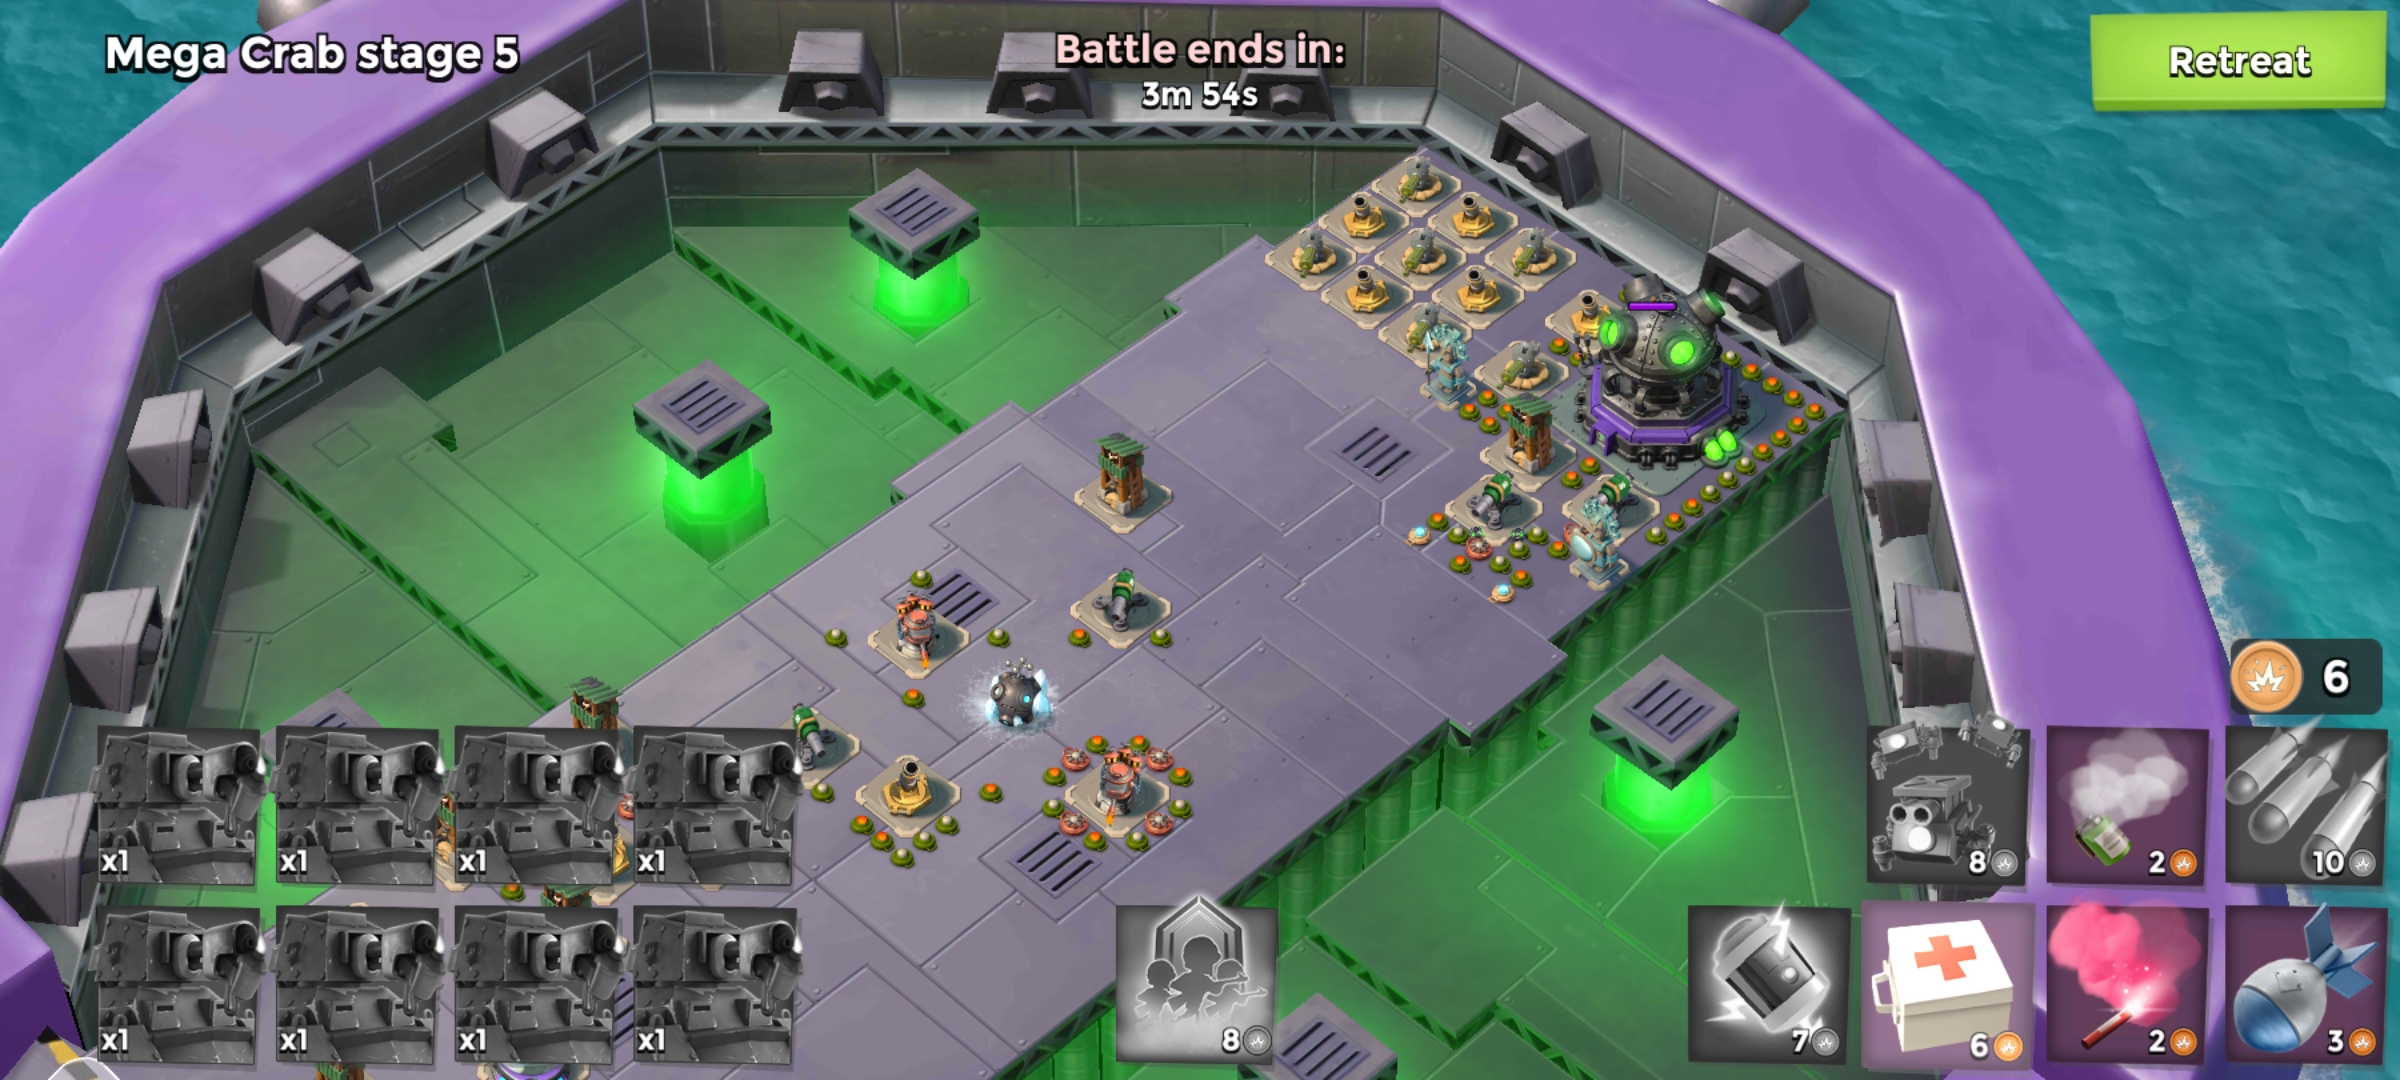 Mega Crab stage 5
Battle ends in:
3m 54s
Retreat
6
x1
x1
x1
x1
8
2
10
x1
x1
x1
x1
8
7
6
2
3